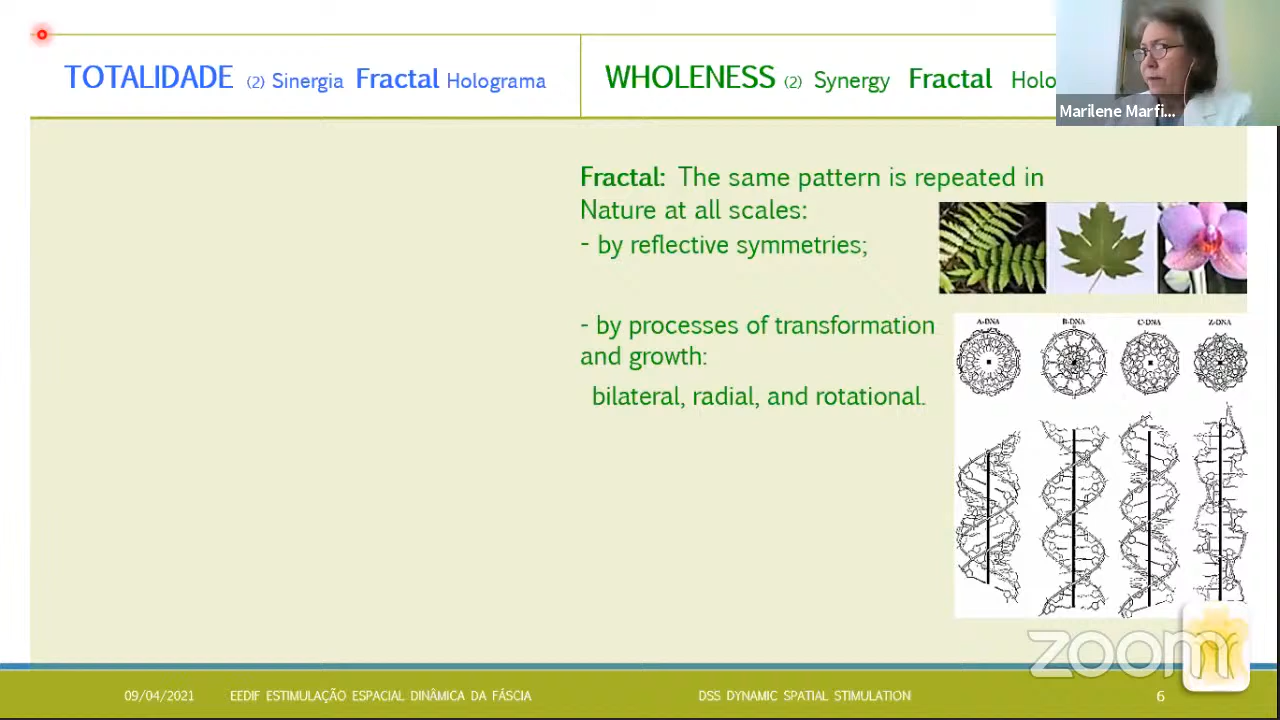 TOTALIDADE (2) Sinergia Fractal Holograma
WHOLENESS (2) Synergy Fractal Holo
Marilene Marfi...
Fractal: The same pattern is repeated in
Nature at all scales:
- by reflective symmetries;
- by processes of transformation
and growth:
bilateral, radial, and rotational.
A-DNA B-DNA C-DNA Z-DNA
zoom
09/04/2021 EEDIF ESTIMULAÇÃO ESPACIAL DINÂMICA DA FÁSCIA DSS DYNAMIC SPATIAL STIMULATION 6